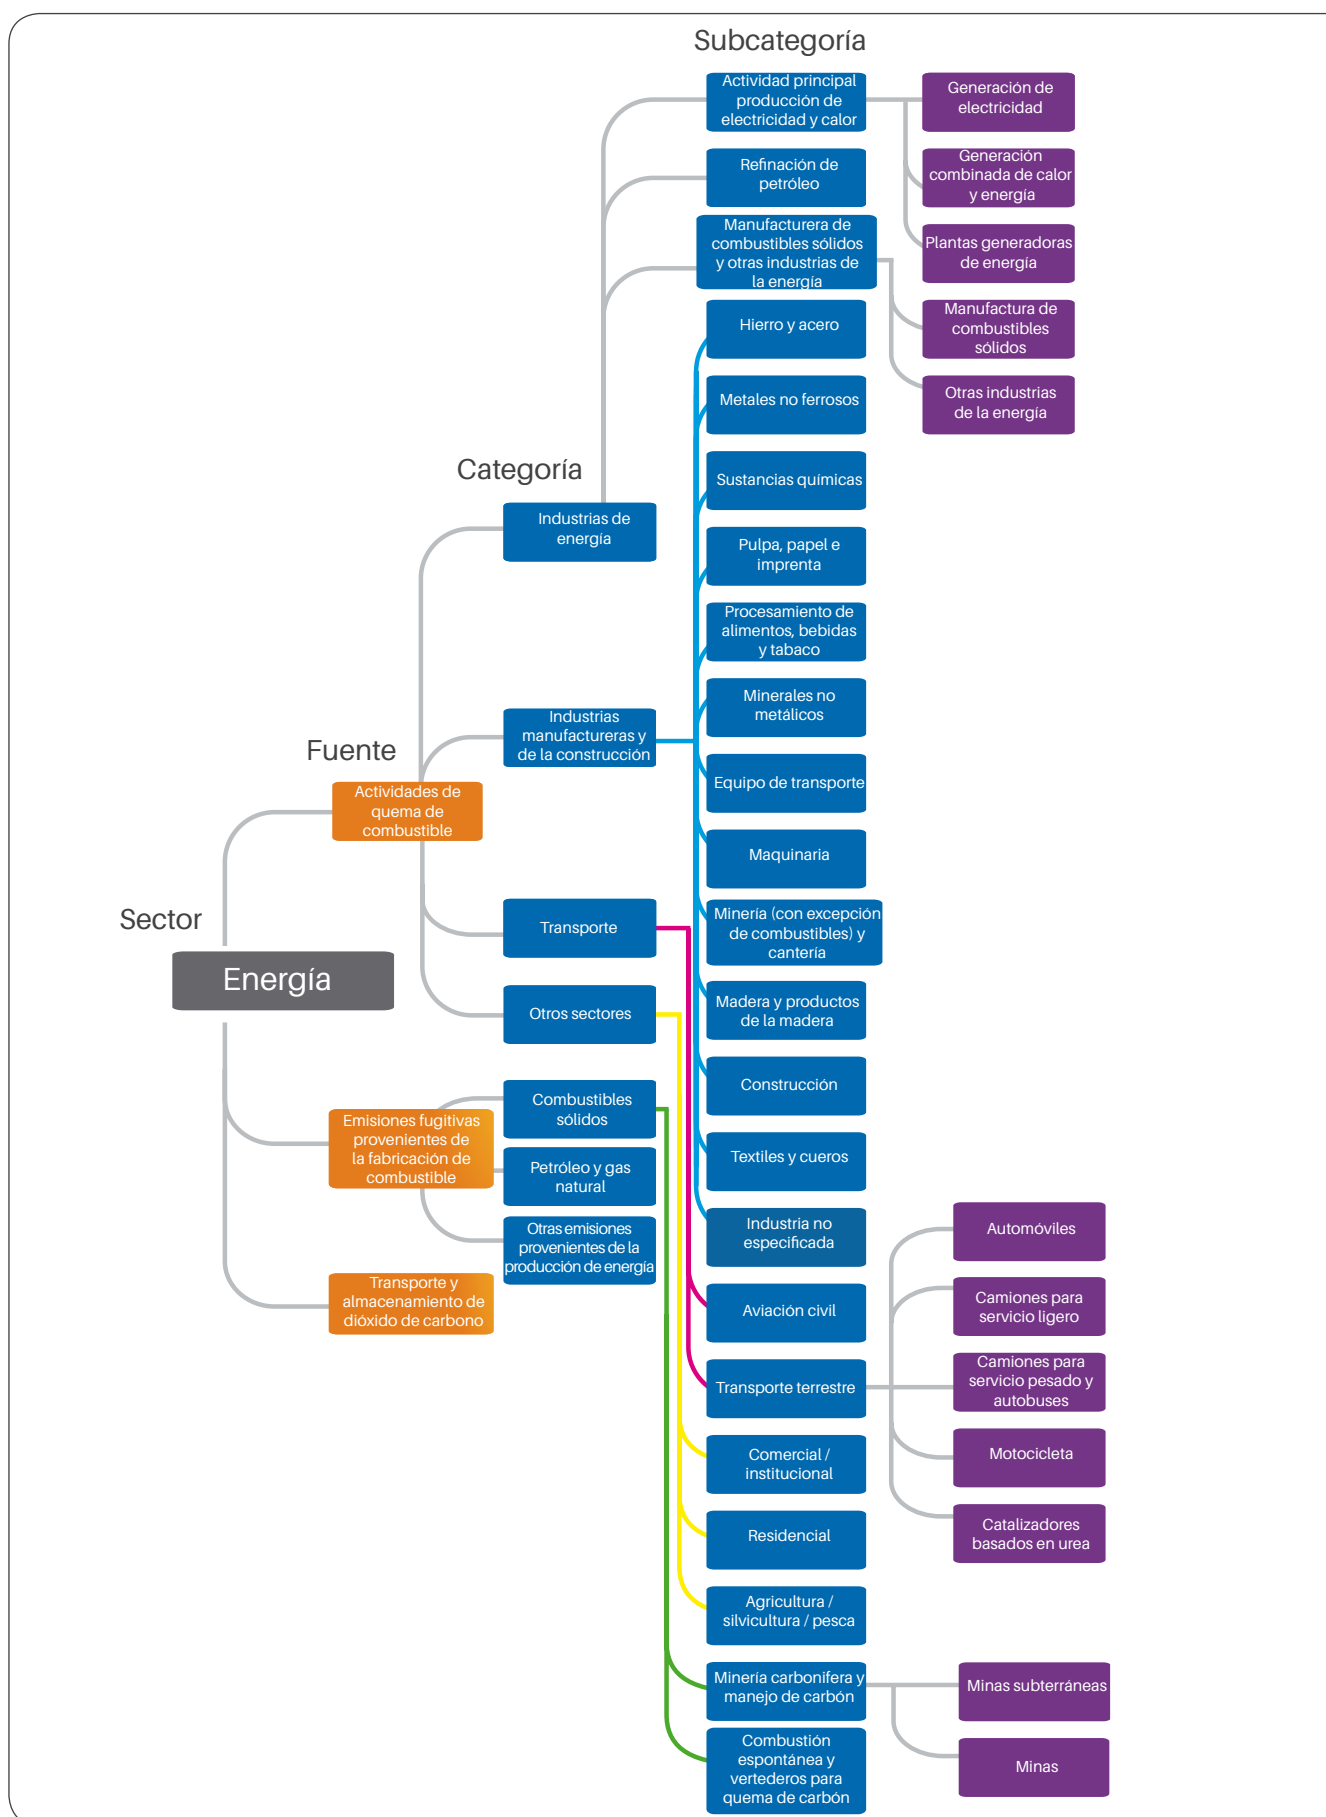 Subcategoría
Actividad principal
producción de
electricidad y calor
Generación de
electricidad
Refinación de
petróleo
Generación
combinada de calor
y energía
Manufacturera de
combustibles sólidos
y otras industrias de
la energía
Plantas generadoras
de energía
Hierro y acero
Manufactura de
combustibles
sólidos
Metales no ferrosos
Otras industrias
de la energía
Categoría
Sustancias químicas
Industrias de
energía
Pulpa, papel e
imprenta
Procesamiento de
alimentos, bebidas
y tabaco
Minerales no
metálicos
Industrias
manufactureras y
de la construcción
Fuente
Actividades de
quema de
combustible
Equipo de transporte
Maquinaria
Sector
Transporte
Minería (con excepción
de combustibles) y
cantería
Energía
Otros sectores
Madera y productos
de la madera
Combustibles
sólidos
Construcción
Emisiones fugitivas
provenientes de
la fabricación de
combustible
Petróleo y gas
natural
Textiles y cueros
Otras emisiones
provenientes de la
producción de energía
Industria no
especificada
Automóviles
Transporte y
almacenamiento de
dióxido de carbono
Aviación civil
Camiones para
servicio ligero
Transporte terrestre
Camiones para
servicio pesado y
autobuses
Comercial /
institucional
Motocicleta
Residencial
Catalizadores
basados en urea
Agricultura /
silvicultura / pesca
Minería carbonifera y
manejo de carbón
Minas subterráneas
Combustión
espontánea y
vertederos para
quema de carbón
Minas